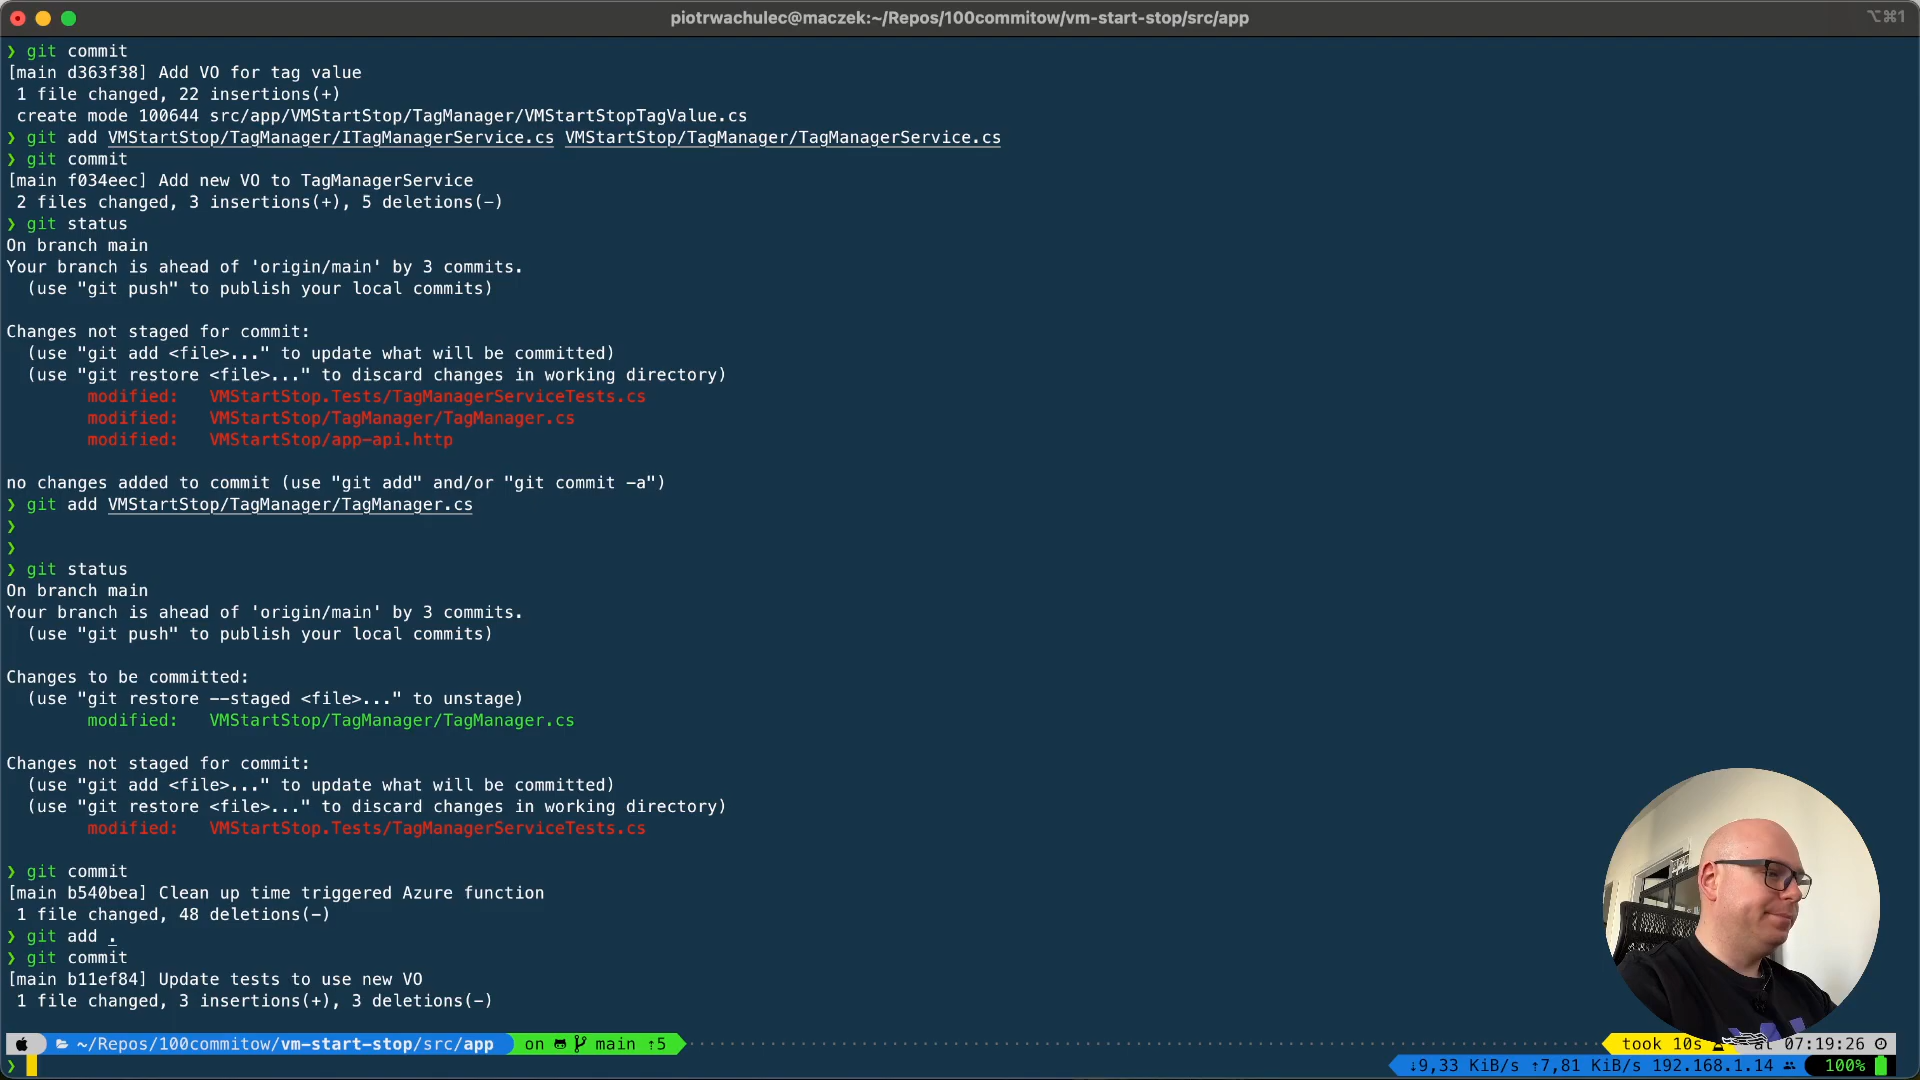 piotrwachulec@maczek:~/Repos/100commitow/vm-start-stop/src/app
⌥⌘1
❯ git commit
[main d363f38] Add VO for tag value
1 file changed, 22 insertions(+)
create mode 100644 src/app/VMStartStop/TagManager/VMStartStopTagValue.cs
❯ git add VMStartStop/TagManager/ITagManagerService.cs VMStartStop/TagManager/TagManagerService.cs
❯ git commit
[main f034eec] Add new VO to TagManagerService
2 files changed, 3 insertions(+), 5 deletions(-)
❯ git status
On branch main
Your branch is ahead of 'origin/main' by 3 commits.
(use "git push" to publish your local commits)
Changes not staged for commit:
(use "git add <file>..." to update what will be committed)
(use "git restore <file>..." to discard changes in working directory)
modified:   VMStartStop.Tests/TagManagerServiceTests.cs
modified:   VMStartStop/TagManager/TagManager.cs
modified:   VMStartStop/app-api.http
no changes added to commit (use "git add" and/or "git commit -a")
❯ git add VMStartStop/TagManager/TagManager.cs
❯
❯
❯ git status
On branch main
Your branch is ahead of 'origin/main' by 3 commits.
(use "git push" to publish your local commits)
Changes to be committed:
(use "git restore --staged <file>..." to unstage)
modified:   VMStartStop/TagManager/TagManager.cs
Changes not staged for commit:
(use "git add <file>..." to update what will be committed)
(use "git restore <file>..." to discard changes in working directory)
modified:   VMStartStop.Tests/TagManagerServiceTests.cs
❯ git commit
[main b540bea] Clean up time triggered Azure function
1 file changed, 48 deletions(-)
❯ git add .
❯ git commit
[main b11ef84] Update tests to use new VO
1 file changed, 3 insertions(+), 3 deletions(-)
~/Repos/100commitow/vm-start-stop/src/app on main ↑5 took 10s at 07:19:26
❯ ↓9,33 KiB/s ↑7,81 KiB/s 192.168.1.14 100%